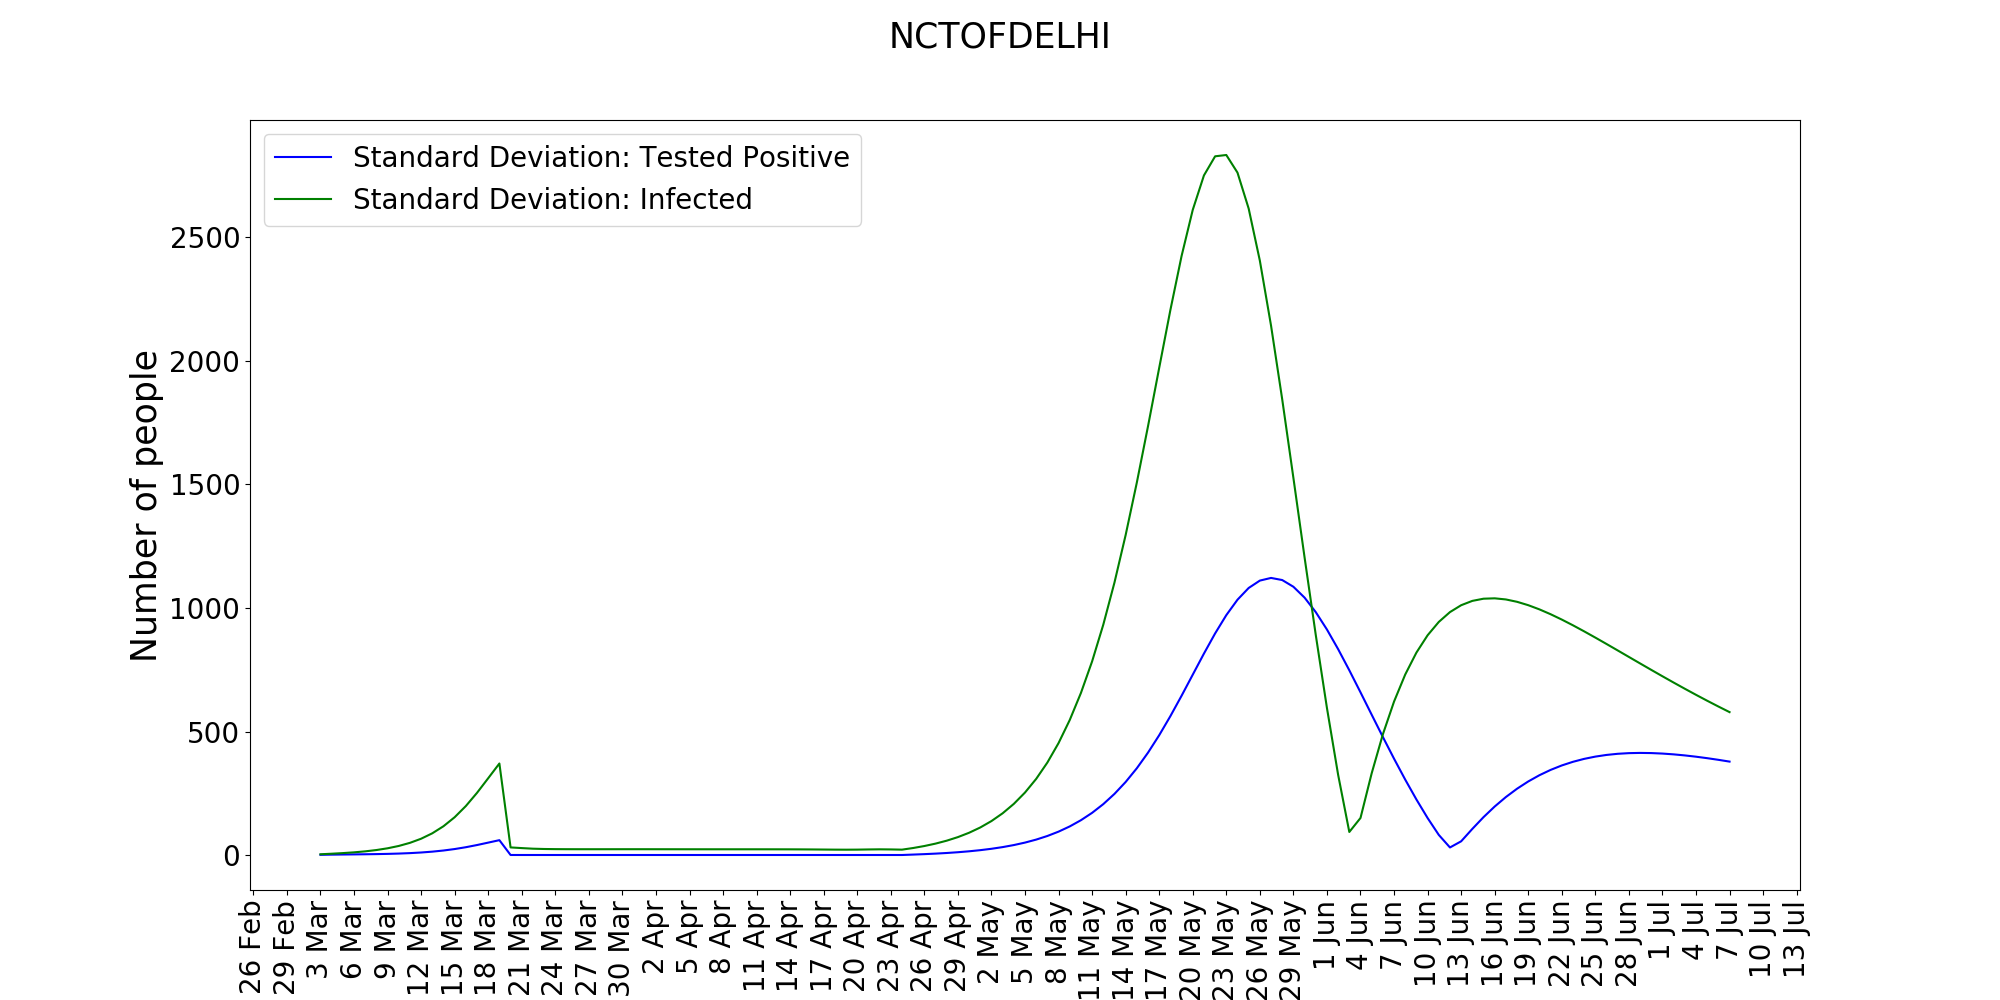 NCTOFDELHI
Standard Deviation: Tested Positive
Standard Deviation: Infected
Number of people
2500
2000
1500
1000
500
0
26 Feb
29 Feb
3 Mar
6 Mar
9 Mar
12 Mar
15 Mar
18 Mar
21 Mar
24 Mar
27 Mar
30 Mar
2 Apr
5 Apr
8 Apr
11 Apr
14 Apr
17 Apr
20 Apr
23 Apr
26 Apr
29 Apr
2 May
5 May
8 May
11 May
14 May
17 May
20 May
23 May
26 May
29 May
1 Jun
4 Jun
7 Jun
10 Jun
13 Jun
16 Jun
19 Jun
22 Jun
25 Jun
28 Jun
1 Jul
4 Jul
7 Jul
10 Jul
13 Jul